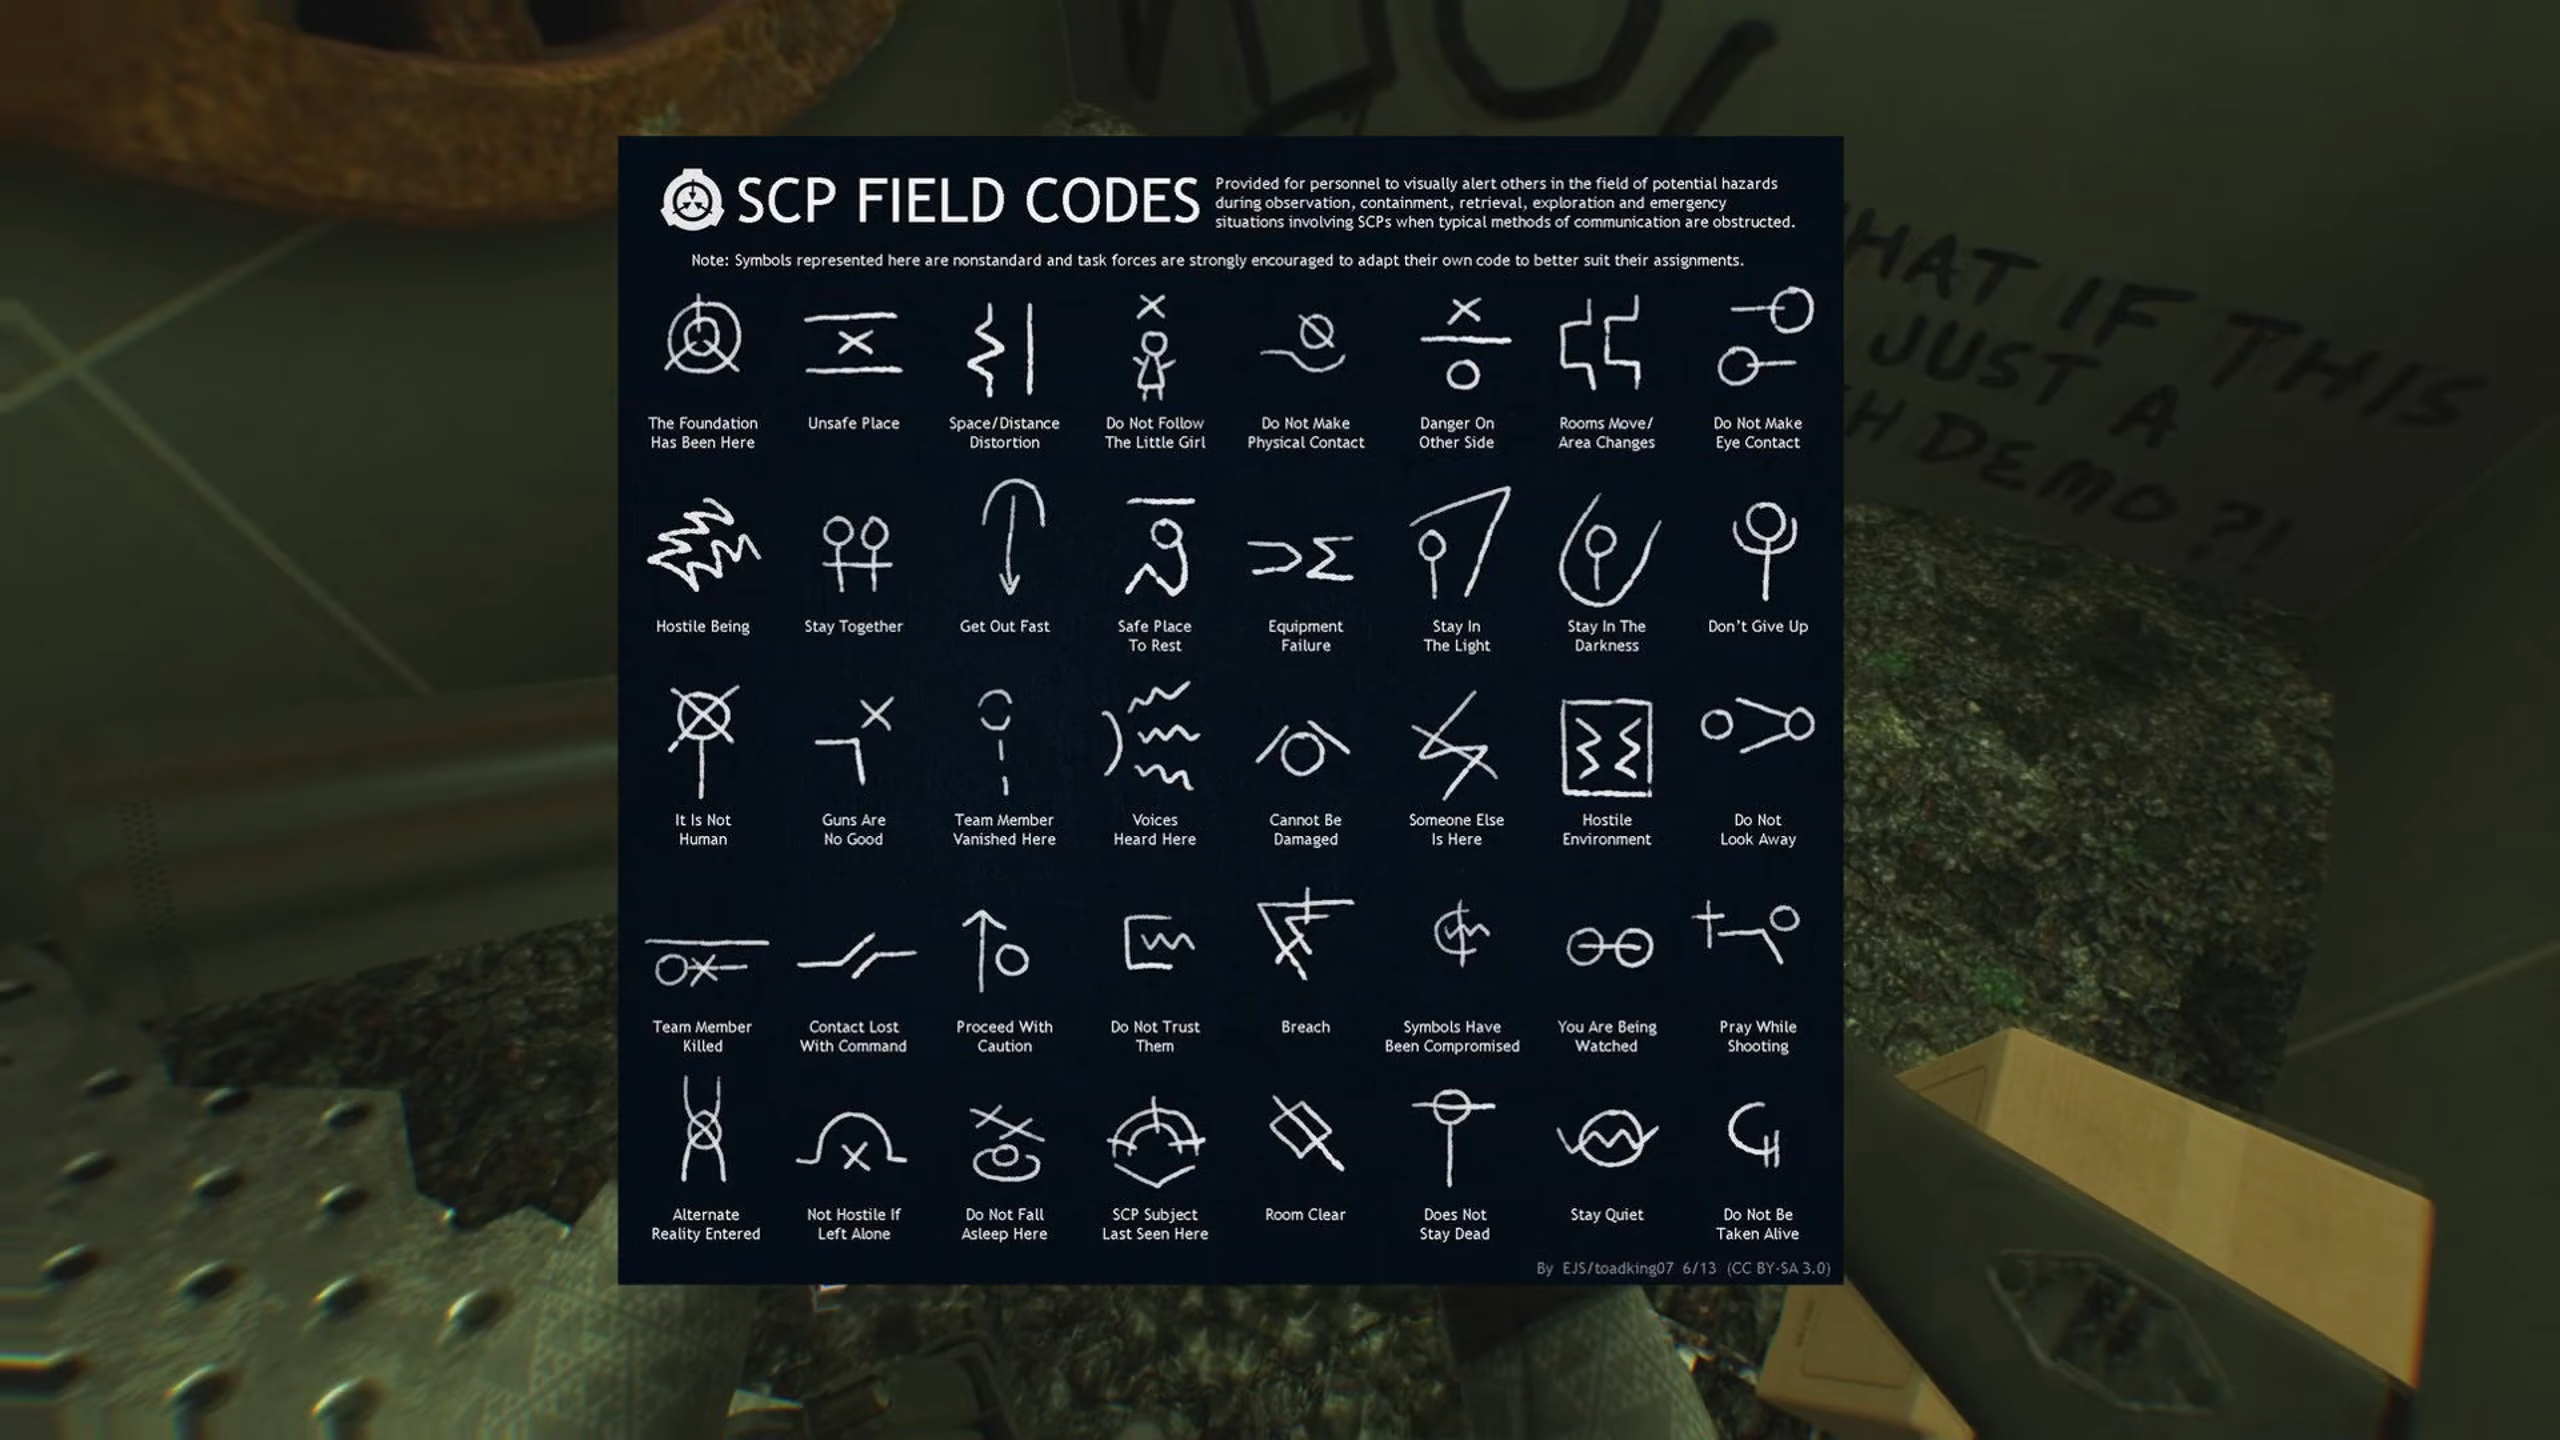 SCP FIELD CODES
Provided for personnel to visually alert others in the field of potential hazards
during observation, containment, retrieval, exploration and emergency
situations involving SCPs when typical methods of communication are obstructed.
Note: Symbols represented here are nonstandard and task forces are strongly encouraged to adapt their own code to better suit their assignments.
The Foundation
Has Been Here
Unsafe Place
Space/Distance
Distortion
Do Not Follow
The Little Girl
Do Not Make
Physical Contact
Danger On
Other Side
Rooms Move/
Area Changes
Do Not Make
Eye Contact
Hostile Being
Stay Together
Get Out Fast
Safe Place
To Rest
Equipment
Failure
Stay In
The Light
Stay In The
Darkness
Don't Give Up
It Is Not
Human
Guns Are
No Good
Team Member
Vanished Here
Voices
Heard Here
Cannot Be
Damaged
Someone Else
Is Here
Hostile
Environment
Do Not
Look Away
Team Member
Killed
Contact Lost
With Command
Proceed With
Caution
Do Not Trust
Them
Breach
Symbols Have
Been Compromised
You Are Being
Watched
Pray While
Shooting
Alternate
Reality Entered
Not Hostile If
Left Alone
Do Not Fall
Asleep Here
SCP Subject
Last Seen Here
Room Clear
Does Not
Stay Dead
Stay Quiet
Do Not Be
Taken Alive
By EJS/toadking07 6/13 (CC BY-SA 3.0)
IF THIS
JUST A
DEMO?!